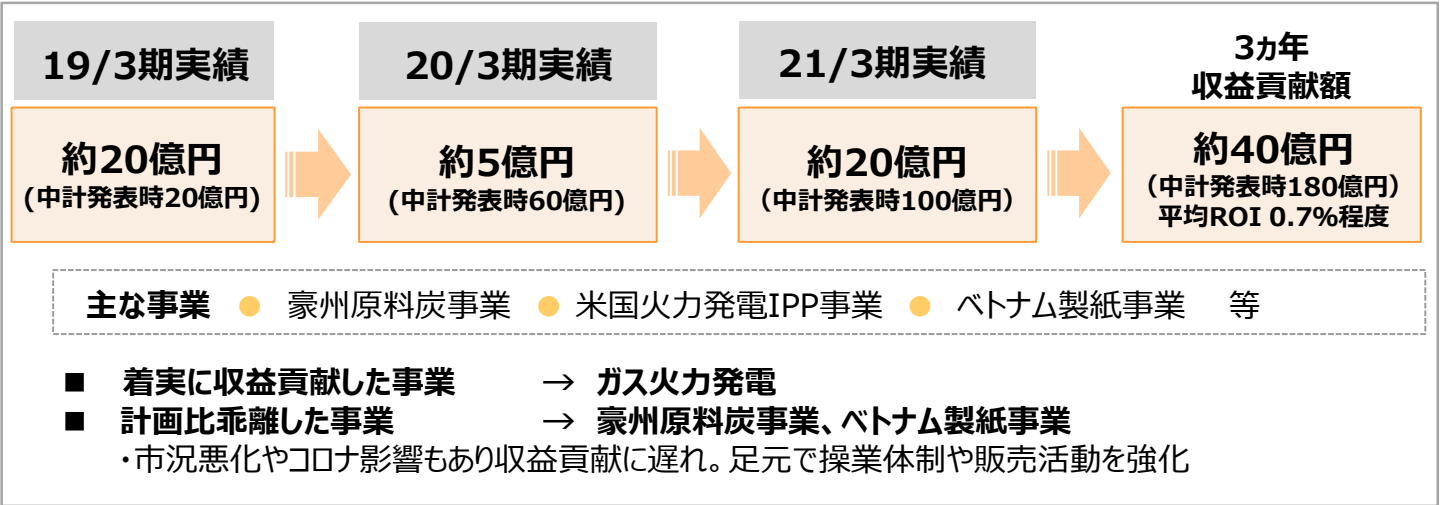 19/3期実績
約20億円
(中計発表時20億円)
20/3期実績
約5億円
(中計発表時60億円)
21/3期実績
約20億円
（中計発表時100億円）
3ヵ年
収益貢献額
約40億円
（中計発表時180億円）
平均ROI 0.7%程度
主な事業 ● 豪州原料炭事業 ● 米国火力発電IPP事業 ● ベトナム製紙事業 等
■ 着実に収益貢献した事業 → ガス火力発電
■ 計画比乖離した事業 → 豪州原料炭事業、ベトナム製紙事業
・市況悪化やコロナ影響もあり収益貢献に遅れ。足元で操業体制や販売活動を強化